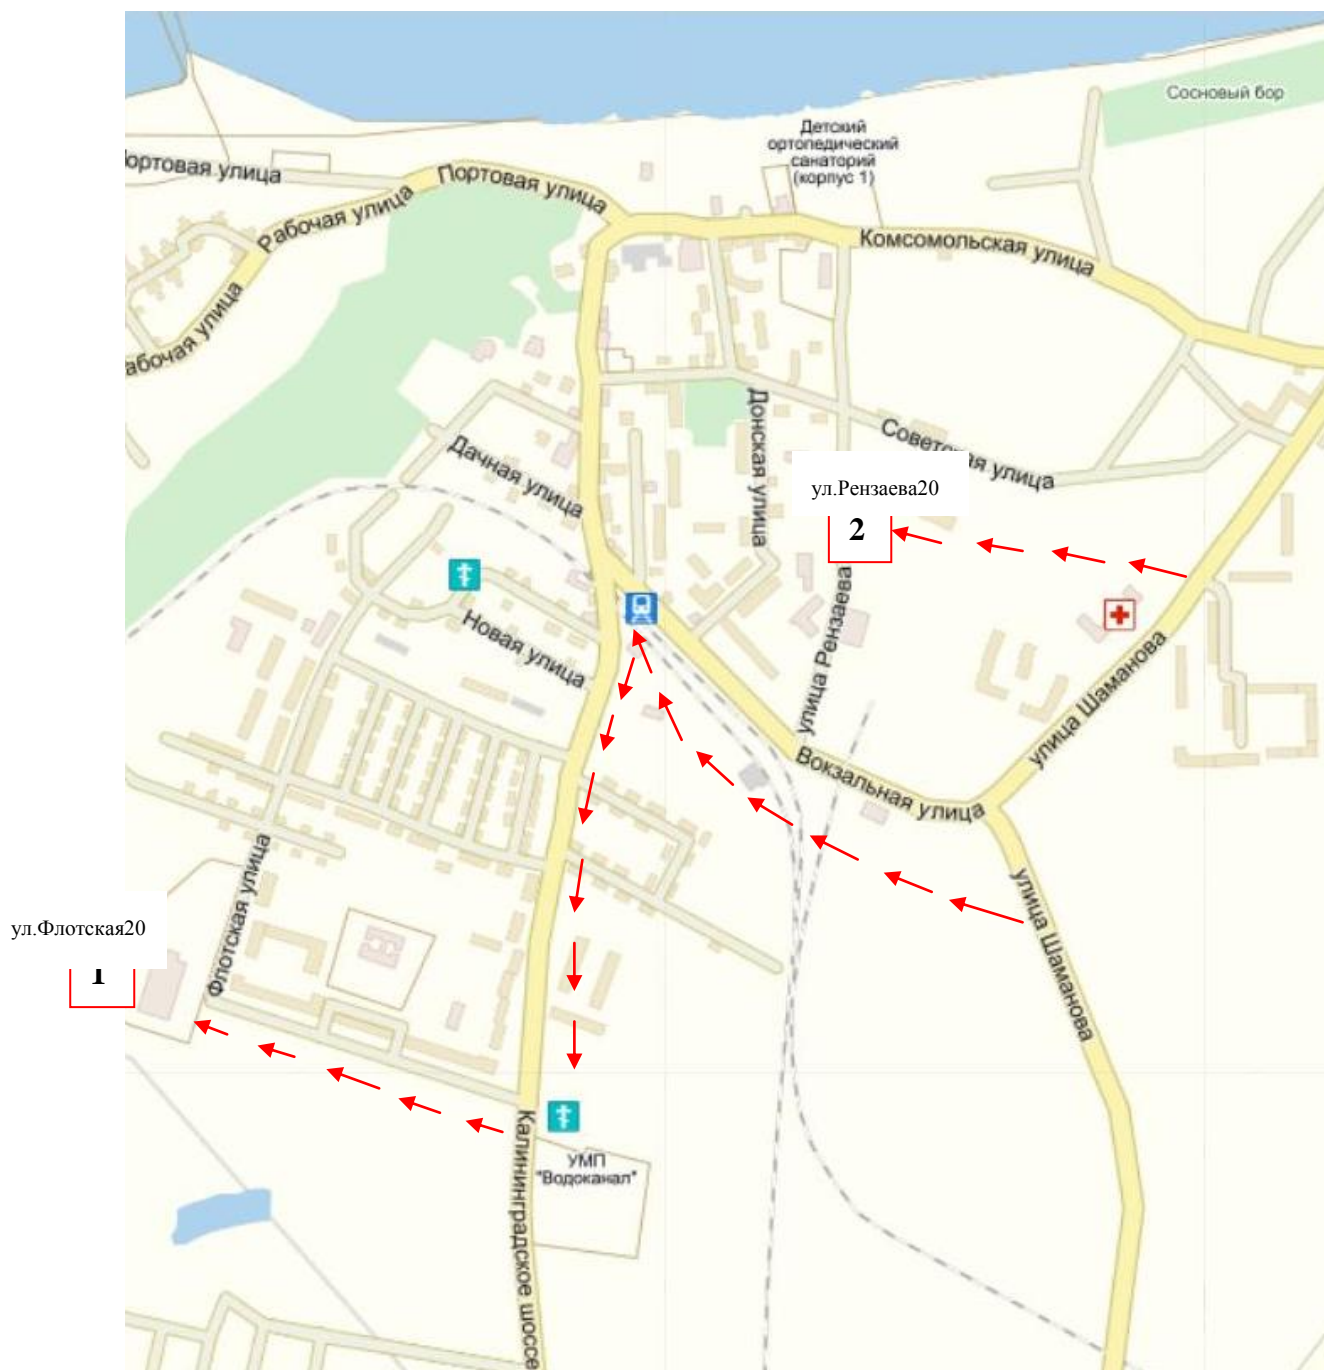 Сосновый бор
Детский
ортопедический
санаторий
(корпус 1)
Портовая улица
Портовая улица
Рабочая улица
Комсомольская улица
Рабочая улица
Рабочая улица
Донская улица
Советская улица
Дачная улица
ул.Рензаева20
2
улица Рензаева
Новая улица
улица Шаманова
Вокзальная улица
Флотская улица
улица Шаманова
ул.Флотская20
1
Калининградское шоссе
УМП
"Водоканал"